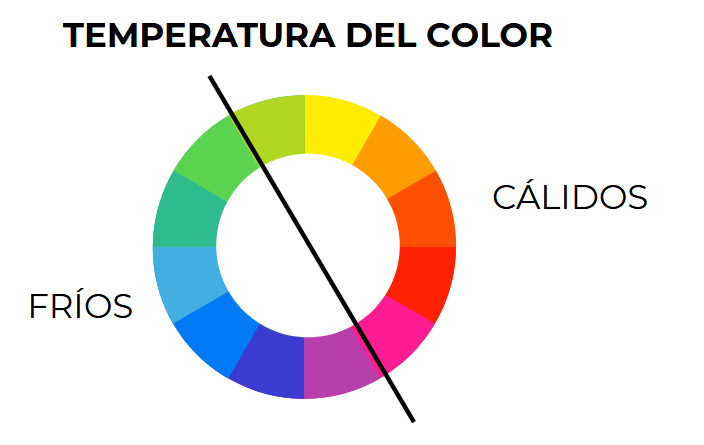 TEMPERATURA DEL COLOR
CÁLIDOS
FRÍOS